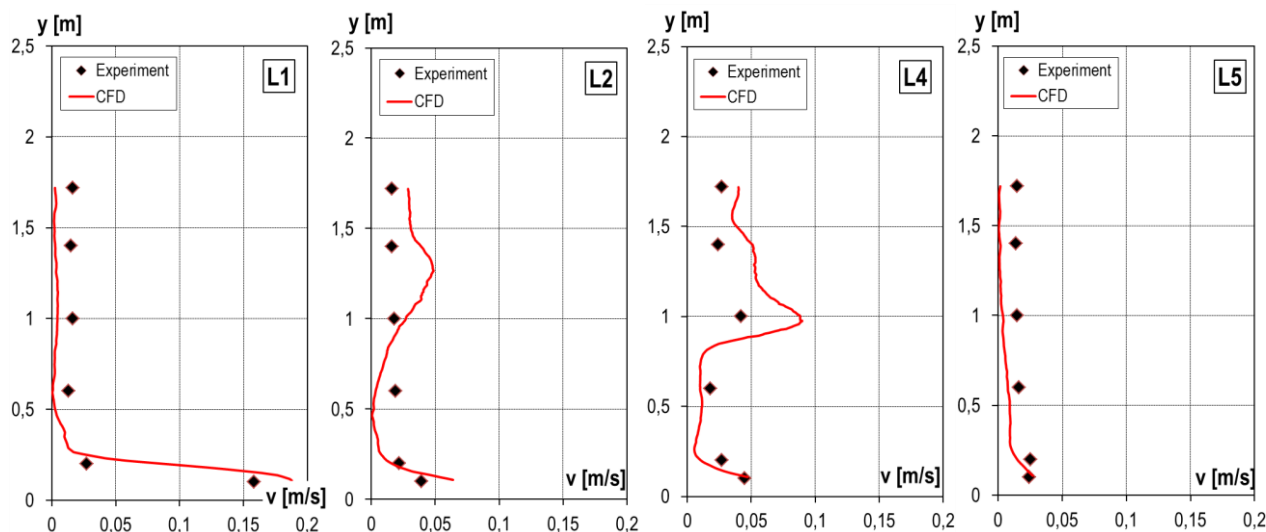 y [m]
2,5
Experiment
CFD
L1
2
1,5
1
0,5
0
v [m/s]
0
0,05
0,1
0,15
0,2
y [m]
2,5
Experiment
CFD
L2
2
1,5
1
0,5
0
v [m/s]
0
0,05
0,1
0,15
0,2
y [m]
2,5
Experiment
CFD
L4
2
1,5
1
0,5
0
v [m/s]
0
0,05
0,1
0,15
0,2
y [m]
2,5
Experiment
CFD
L5
2
1,5
1
0,5
0
v [m/s]
0
0,05
0,1
0,15
0,2